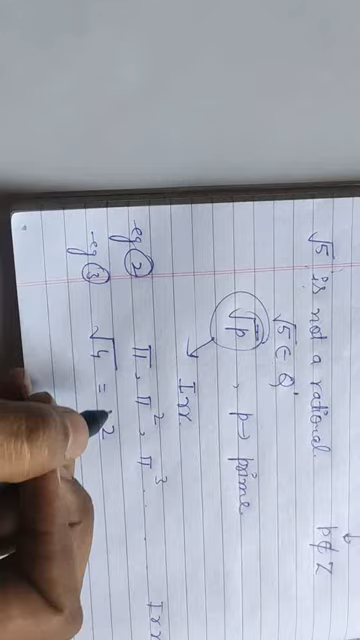 √5 is not a rational. p∉Z
√5 ∈ Q'
√p , p → prime
Irr.
eg ② π, π², π³ . . . . Irr
eg ③ √4 = 2